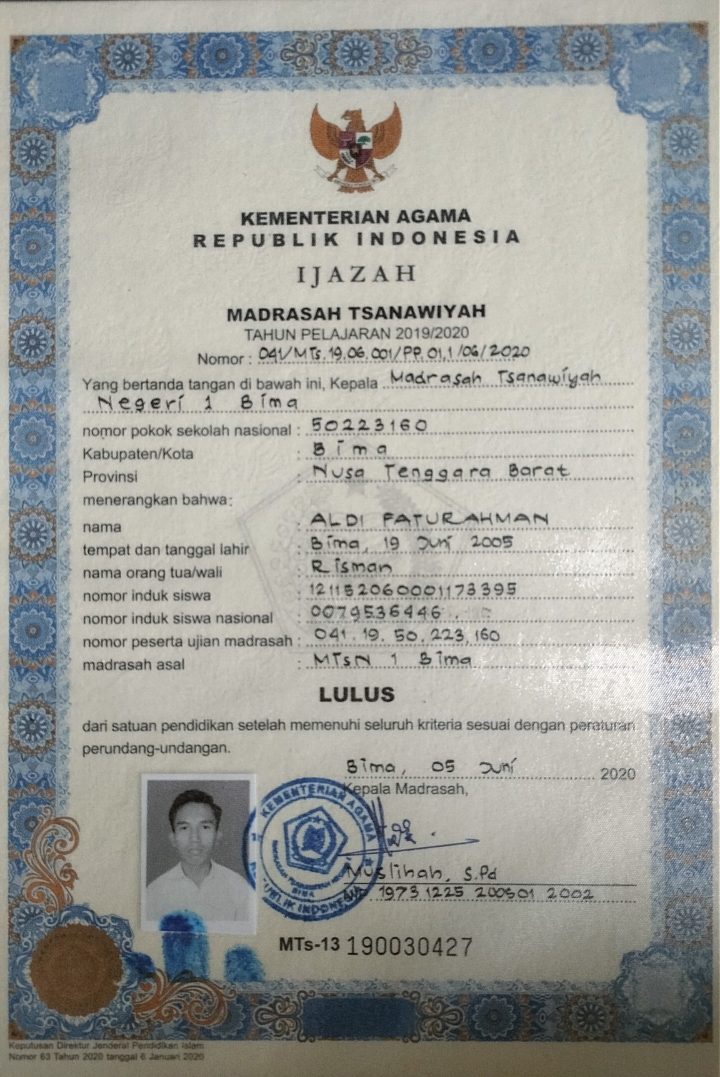 KEMENTERIAN AGAMA
REPUBLIK INDONESIA
IJAZAH
MADRASAH TSANAWIYAH
TAHUN PELAJARAN 2019/2020
Nomor : 041/MTs.19.06.001/PP.01.1/06/2020
Yang bertanda tangan di bawah ini, Kepala Madrasah Tsanawiyah
Negeri 1 Bima
nomor pokok sekolah nasional : 50223160
Kabupaten/Kota : Bima
Provinsi : Nusa Tenggara Barat
menerangkan bahwa:
nama : ALDI FATURAHMAN
tempat dan tanggal lahir : Bima, 19 Juni 2005
nama orang tua/wali : Risman
nomor induk siswa : 121152060001173395
nomor induk siswa nasional : 0079536446
nomor peserta ujian madrasah : 041.19.50.223.160
madrasah asal : MTsN 1 Bima
LULUS
dari satuan pendidikan setelah memenuhi seluruh kriteria sesuai dengan peraturan
perundang-undangan.
Bima, 05 Juni 2020
Kepala Madrasah,
KEMENTERIAN AGAMA
BIMA
REPUBLIK INDONESIA
Muslihah, S.Pd
19731225 200501 2002
MTs-13 190030427
Keputusan Direktur Jenderal Pendidikan Islam
Nomor 63 Tahun 2020 tanggal 6 Januari 2020